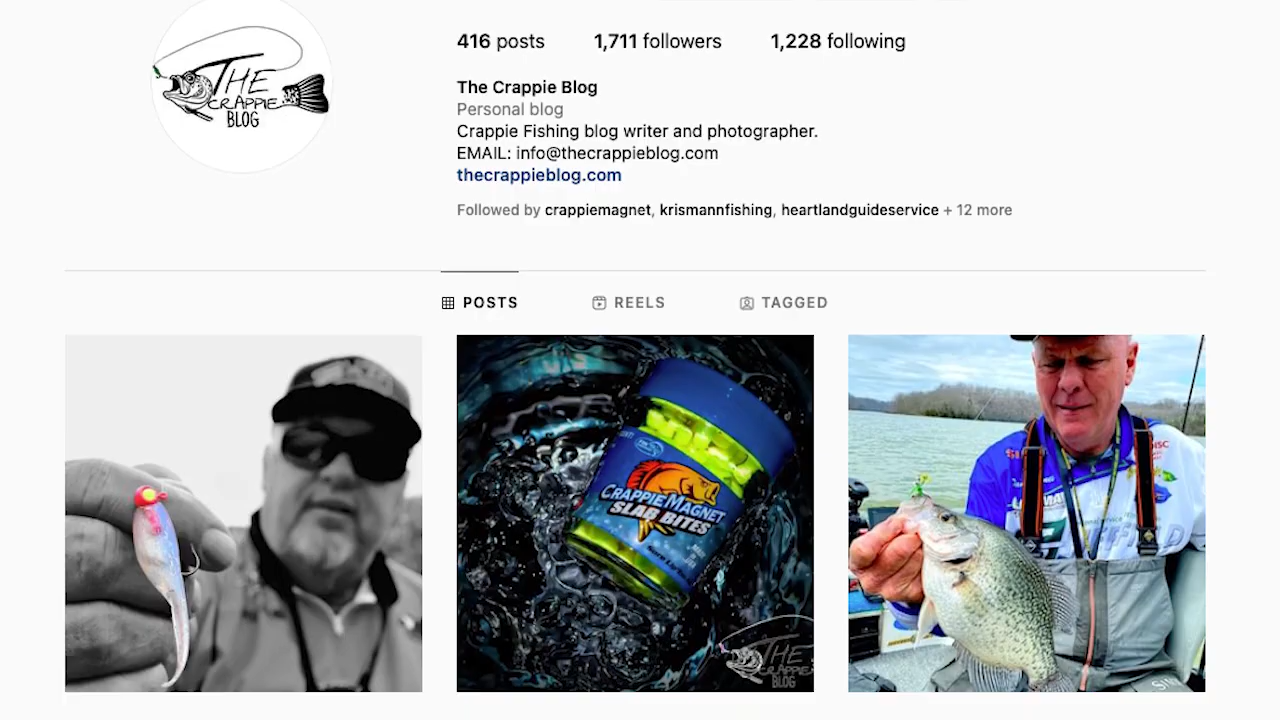 416 posts 1,711 followers 1,228 following
THE
CRAPPIE
BLOG
The Crappie Blog
Personal blog
Crappie Fishing blog writer and photographer.
EMAIL: info@thecrappieblog.com
thecrappieblog.com
Followed by crappiemagnet, krismannfishing, heartlandguideservice + 12 more
POSTS REELS TAGGED
CRAPPIE MAGNET
SLAB BITES
THE
CRAPPIE
BLOG